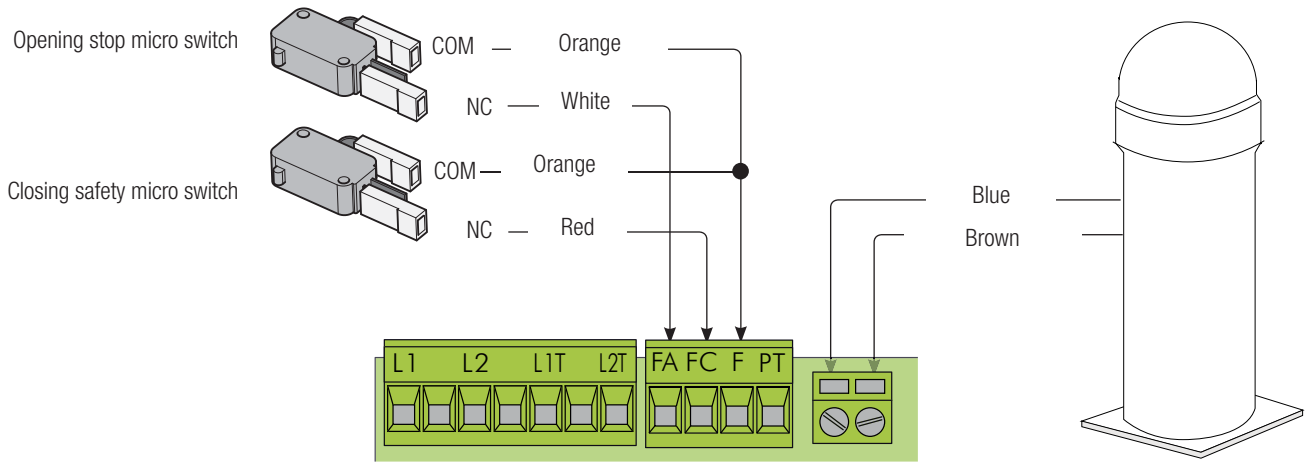 Opening stop micro switch
COM — Orange
NC — White
Closing safety micro switch
COM — Orange
NC — Red
Blue
Brown
L1 L2 L1T L2T FA FC F PT